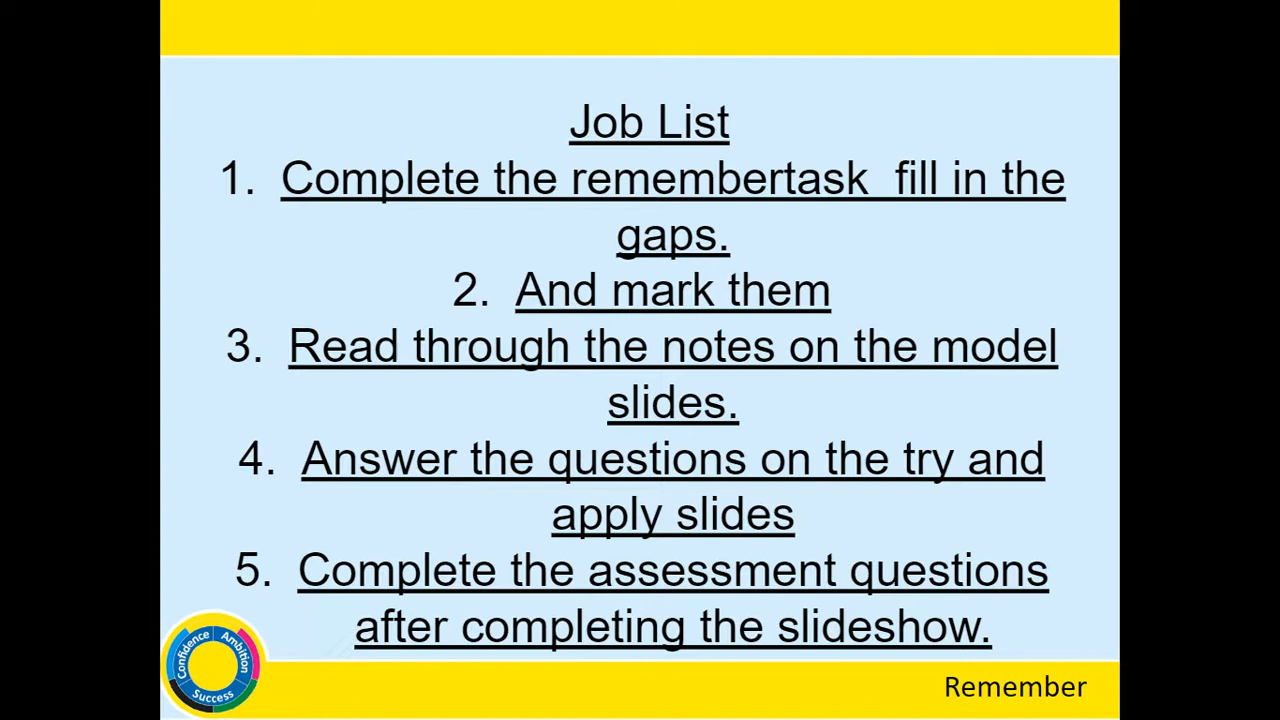 Job List
1. Complete the remembertask  fill in the
gaps.
2. And mark them
3. Read through the notes on the model
slides.
4. Answer the questions on the try and
apply slides
5. Complete the assessment questions
after completing the slideshow.
Confidence
Ambition
Success
Remember